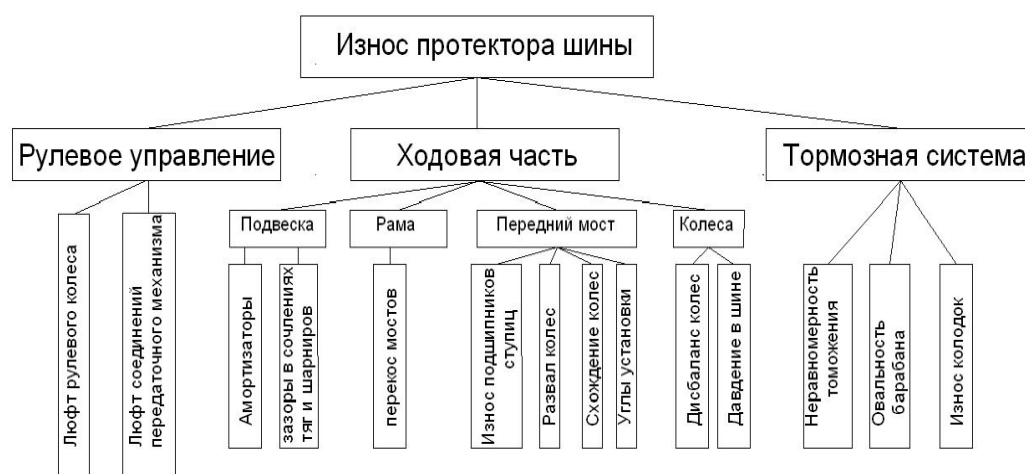 Износ протектора шины
Рулевое управление
Ходовая часть
Тормозная система
Подвеска
Рама
Передний мост
Колеса
Люфт рулевого колеса
Люфт соединений
передаточного механизма
Амортизаторы
зазоры в сочлениях
тяг и шарниров
перекос мостов
Износ подшипников
ступиц
Развал колес
Схождение колес
Углы установки
Дисбаланс колес
Давдение в шине
Неравномерность
томожения
Овальность
барабана
Износ колодок